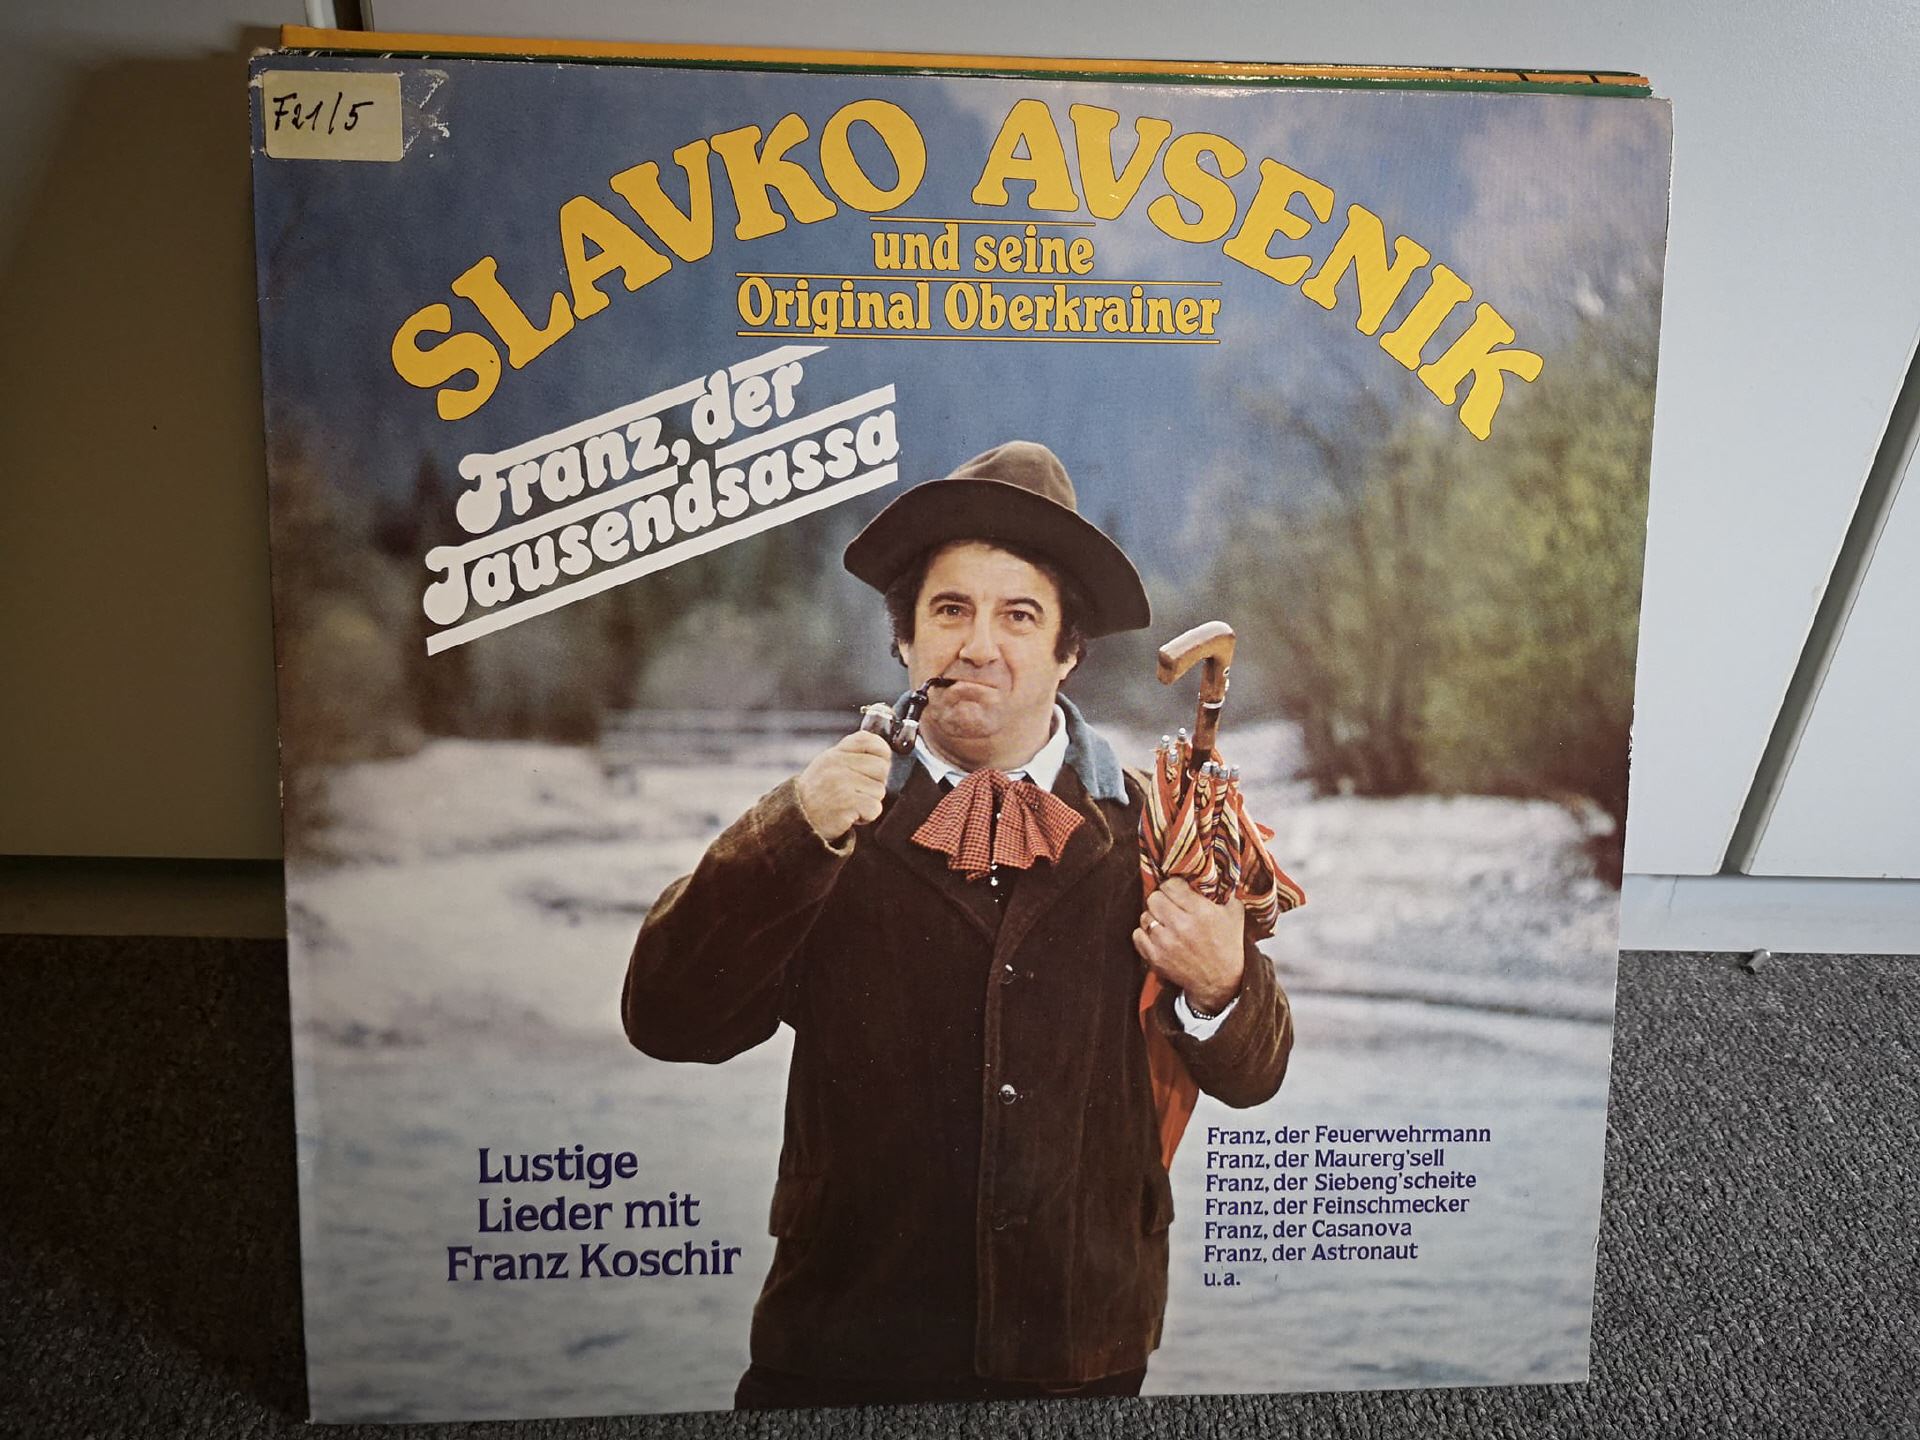 F21/5
SLAVKO AVSENIK
und seine
Original Oberkrainer
Franz, der
Tausendsassa
Lustige
Lieder mit
Franz Koschir
Franz, der Feuerwehrmann
Franz, der Maurerg'sell
Franz, der Siebeng'scheite
Franz, der Feinschmecker
Franz, der Casanova
Franz, der Astronaut
u.a.